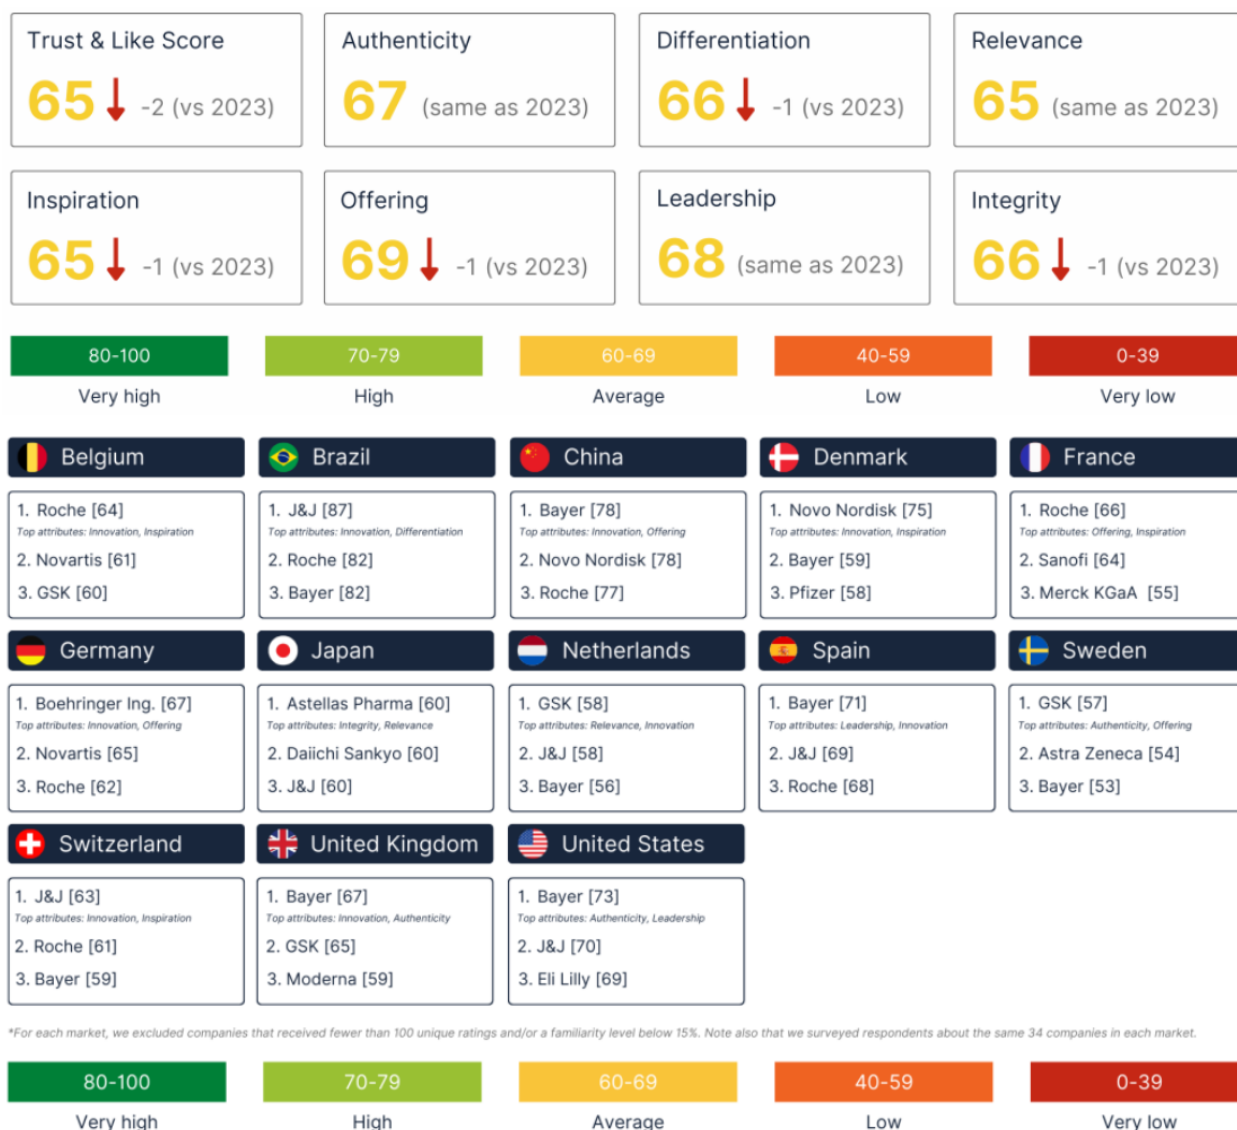 Trust & Like Score
65 -2 (vs 2023)
Authenticity
67 (same as 2023)
Differentiation
66 -1 (vs 2023)
Relevance
65 (same as 2023)
Inspiration
65 -1 (vs 2023)
Offering
69 -1 (vs 2023)
Leadership
68 (same as 2023)
Integrity
66 -1 (vs 2023)
80-100
Very high
70-79
High
60-69
Average
40-59
Low
0-39
Very low
Belgium
1. Roche [64]
Top attributes: Innovation, Inspiration
2. Novartis [61]
3. GSK [60]
Brazil
1. J&J [87]
Top attributes: Innovation, Differentiation
2. Roche [82]
3. Bayer [82]
China
1. Bayer [78]
Top attributes: Innovation, Offering
2. Novo Nordisk [78]
3. Roche [77]
Denmark
1. Novo Nordisk [75]
Top attributes: Innovation, Inspiration
2. Bayer [59]
3. Pfizer [58]
France
1. Roche [66]
Top attributes: Offering, Inspiration
2. Sanofi [64]
3. Merck KGaA [55]
Germany
1. Boehringer Ing. [67]
Top attributes: Innovation, Offering
2. Novartis [65]
3. Roche [62]
Japan
1. Astellas Pharma [60]
Top attributes: Integrity, Relevance
2. Daiichi Sankyo [60]
3. J&J [60]
Netherlands
1. GSK [58]
Top attributes: Relevance, Innovation
2. J&J [58]
3. Bayer [56]
Spain
1. Bayer [71]
Top attributes: Leadership, Innovation
2. J&J [69]
3. Roche [68]
Sweden
1. GSK [57]
Top attributes: Authenticity, Offering
2. Astra Zeneca [54]
3. Bayer [53]
Switzerland
1. J&J [63]
Top attributes: Innovation, Inspiration
2. Roche [61]
3. Bayer [59]
United Kingdom
1. Bayer [67]
Top attributes: Innovation, Authenticity
2. GSK [65]
3. Moderna [59]
United States
1. Bayer [73]
Top attributes: Authenticity, Leadership
2. J&J [70]
3. Eli Lilly [69]
*For each market, we excluded companies that received fewer than 100 unique ratings and/or a familiarity level below 15%. Note also that we surveyed respondents about the same 34 companies in each market.
80-100
Very high
70-79
High
60-69
Average
40-59
Low
0-39
Very low